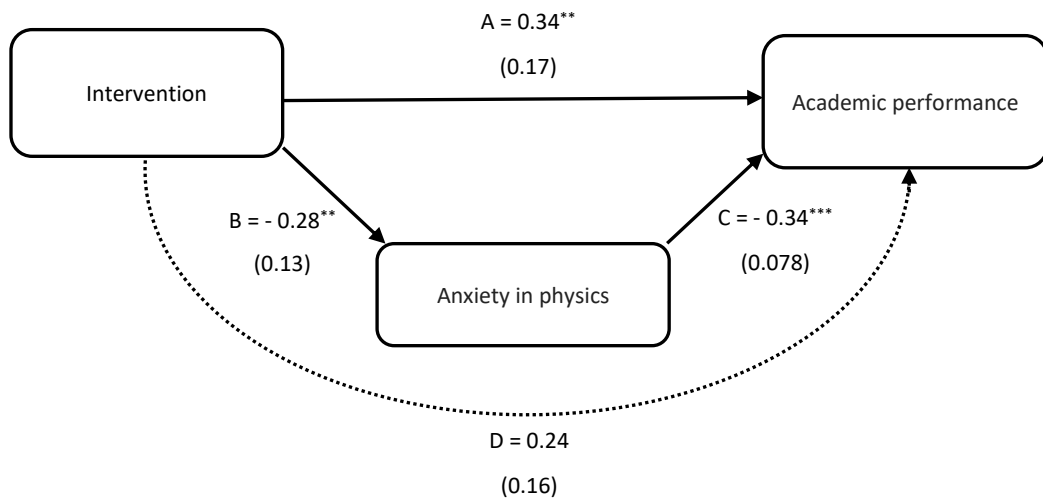 A = 0.34**
(0.17)
Intervention
Academic performance
B = - 0.28**
(0.13)
C = - 0.34***
(0.078)
Anxiety in physics
D = 0.24
(0.16)